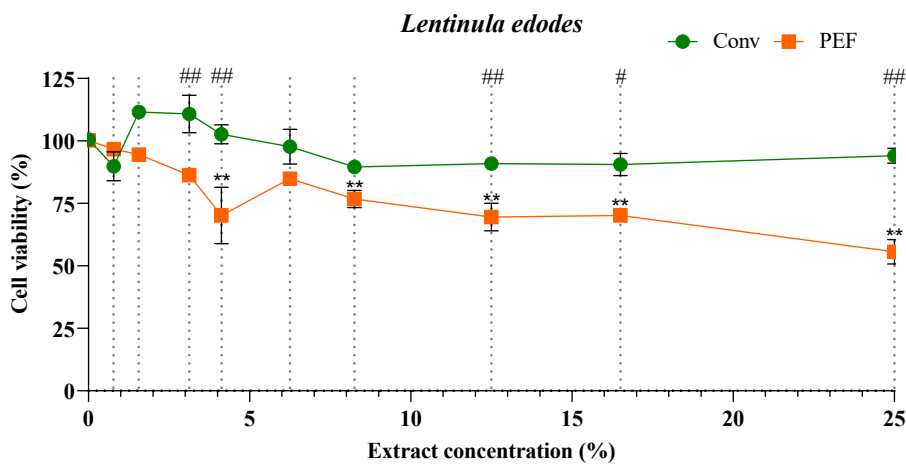 Lentinula edodes
Conv PEF
## ## ## # ##
125
100
75
50
25
0
** ** ** ** **
Cell viability (%)
0 5 10 15 20 25
Extract concentration (%)